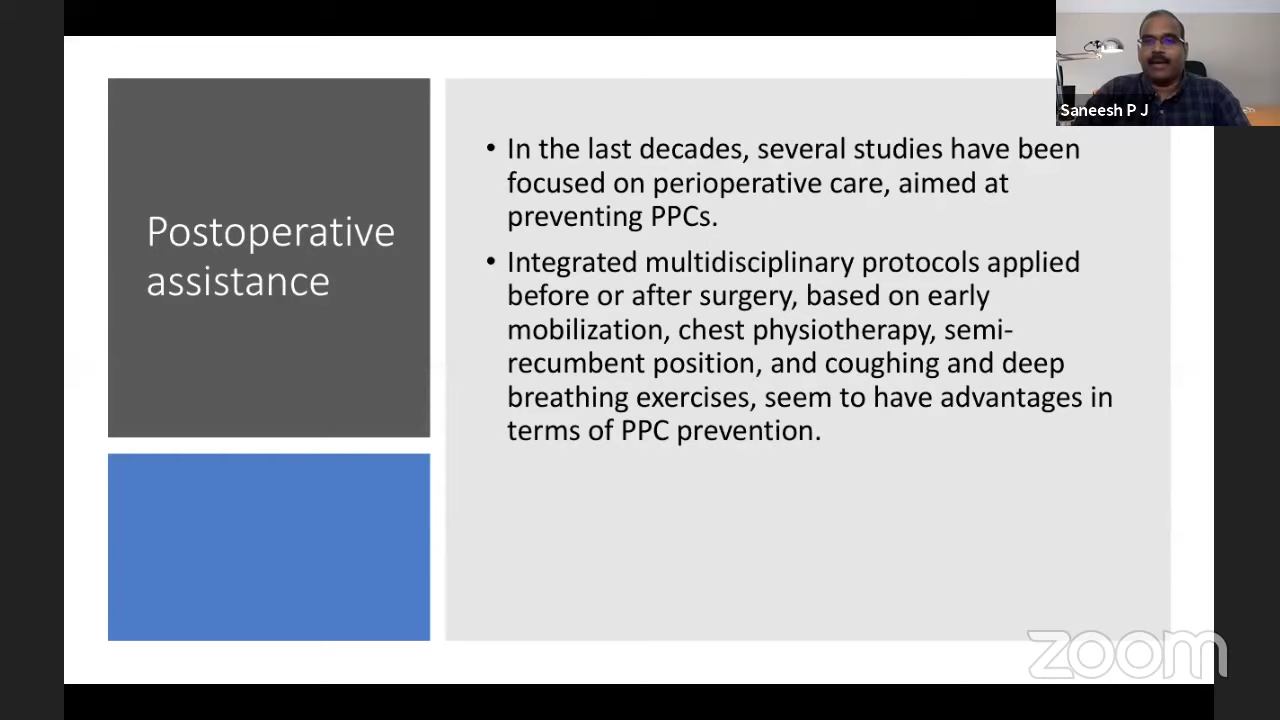 Saneesh P J
Postoperative
assistance
• In the last decades, several studies have been
focused on perioperative care, aimed at
preventing PPCs.
• Integrated multidisciplinary protocols applied
before or after surgery, based on early
mobilization, chest physiotherapy, semi-
recumbent position, and coughing and deep
breathing exercises, seem to have advantages in
terms of PPC prevention.
zoom